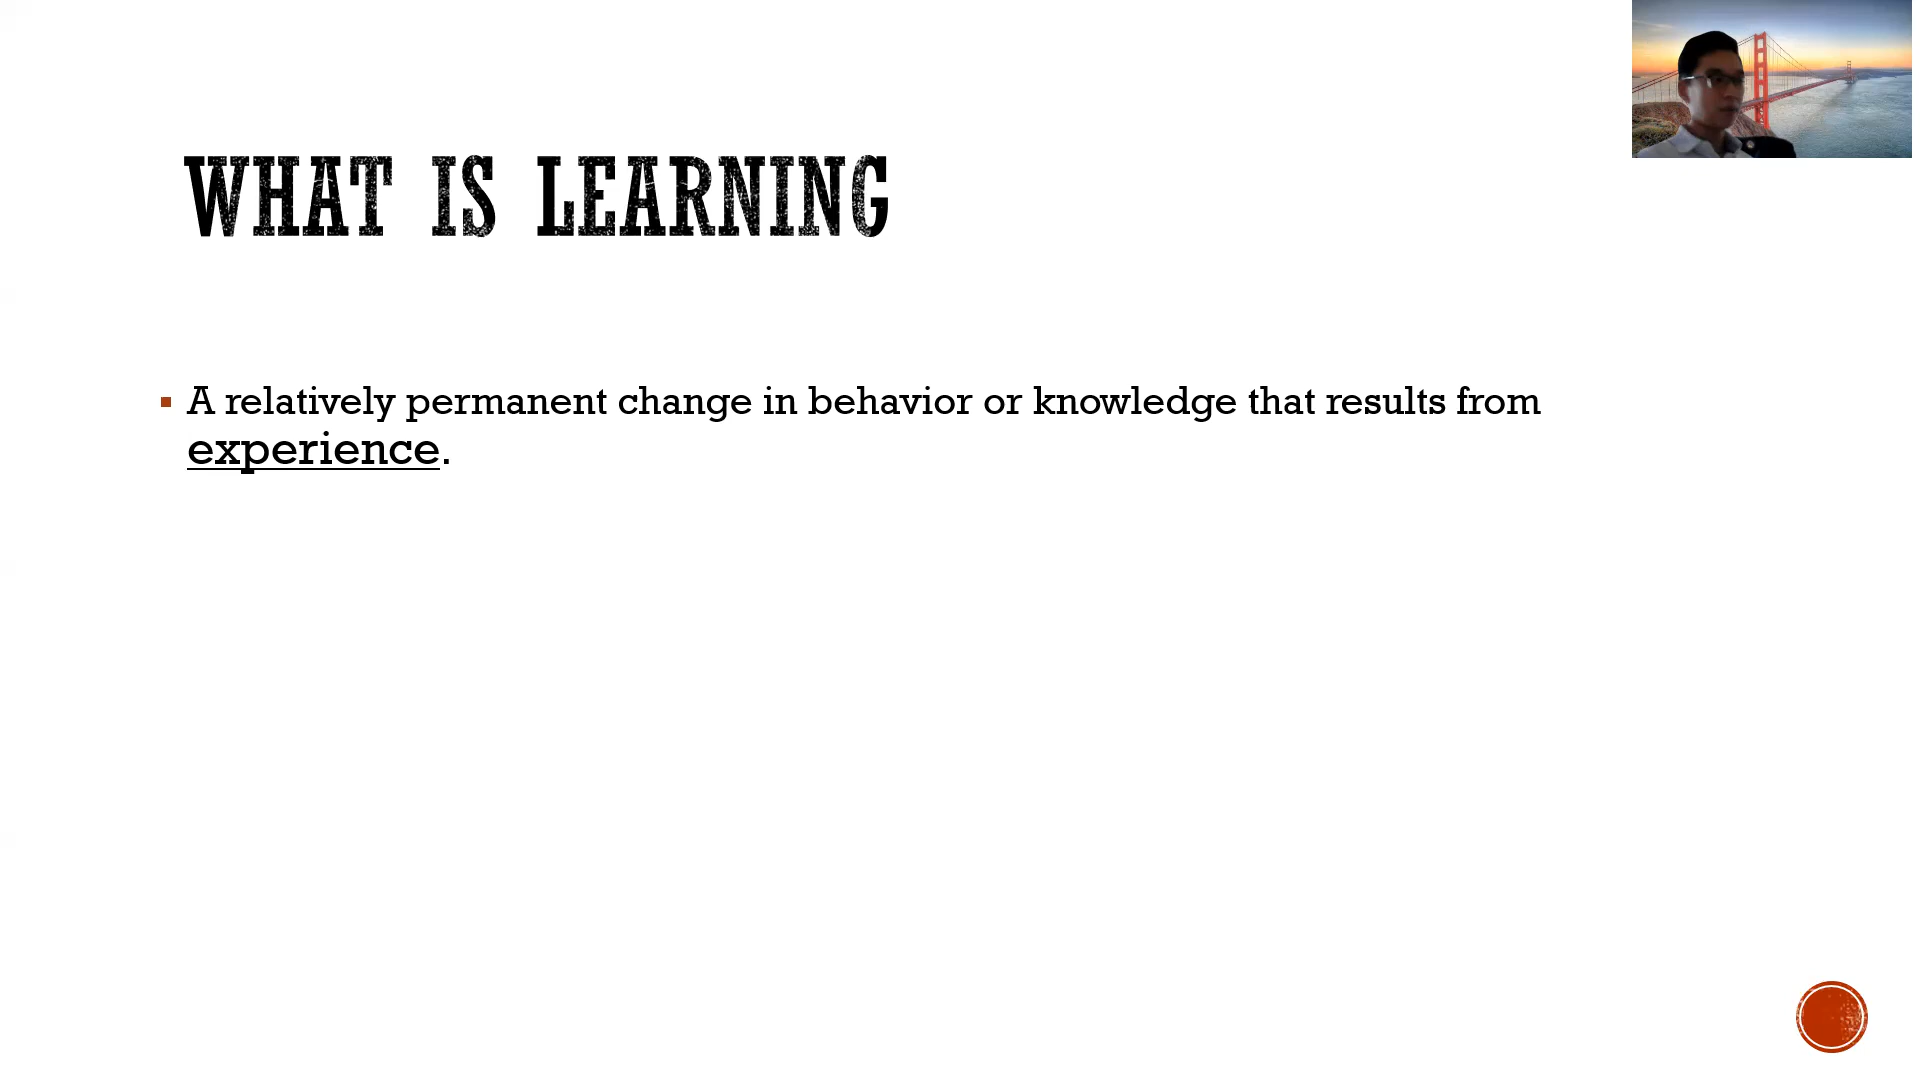 WHAT IS LEARNING
A relatively permanent change in behavior or knowledge that results from
experience.